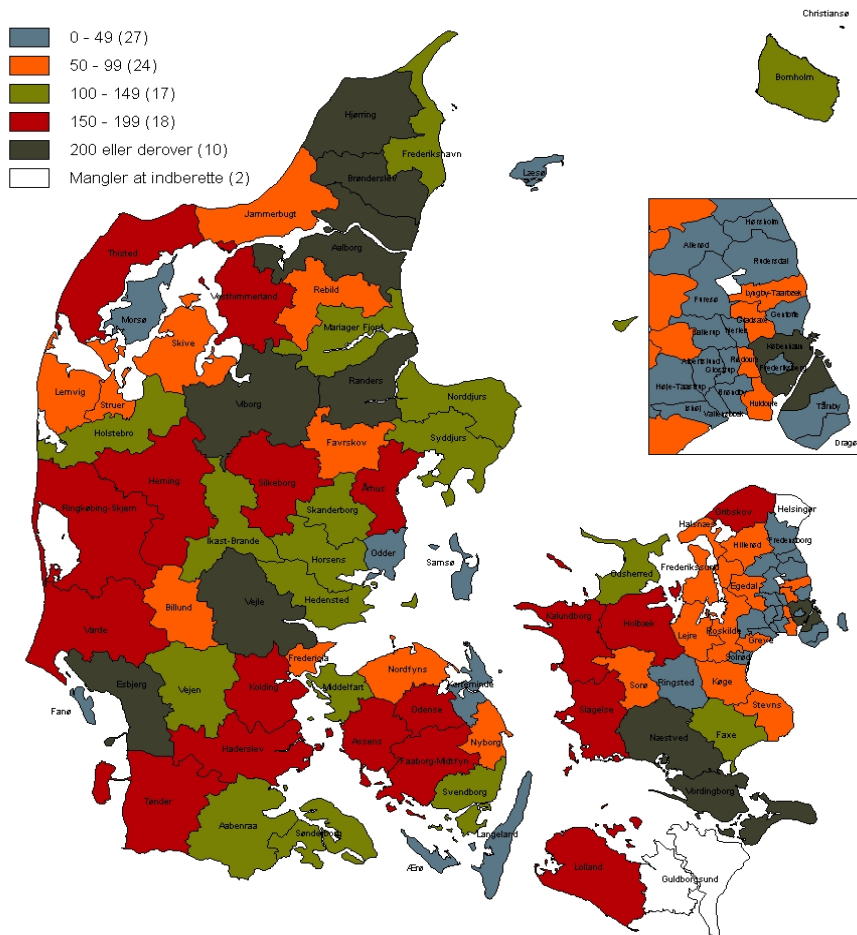 Christiansø
0 - 49 (27)
50 - 99 (24)
100 - 149 (17)
150 - 199 (18)
200 eller derover (10)
Mangler at indberette (2)
Bornholm
Hjørring
Frederikshavn
Brønderslev
Læsø
Jammerbugt
Aalborg
Thisted
Vesthimmerland
Rebild
Morsø
Mariager Fjord
Skive
Lemvig
Struer
Viborg
Randers
Norddjurs
Holstebro
Favrskov
Syddjurs
Herning
Silkeborg
Århus
Ringkøbing-Skjern
Skanderborg
Ikast-Brande
Horsens
Odder
Samsø
Hedensted
Billund
Vejle
Varde
Fredericia
Nordfyns
Esbjerg
Vejen
Kolding
Middelfart
Kerteminde
Fanø
Odense
Assens
Nyborg
Haderslev
Faaborg-Midtfyn
Svendborg
Tønder
Aabenraa
Sønderborg
Langeland
Ærø
Hørsholm
Allerød
Rudersdal
Lyngby-Taarbæk
Furesø
Gladsaxe
Gentofte
Ballerup
Herlev
København
Albertslund
Rødovre
Frederiksberg
Glostrup
Høje-Taastrup
Brøndby
Hvidovre
Ishøj
Vallensbæk
Tårnby
Dragø
Gribskov
Helsingør
Halsnæs
Hillerød
Fredensborg
Odsherred
Frederikssund
Egedal
Kalundborg
Holbæk
Lejre
Roskilde
Greve
Solrød
Sorø
Ringsted
Køge
Slagelse
Stevns
Næstved
Faxe
Vordingborg
Lolland
Guldborgsund